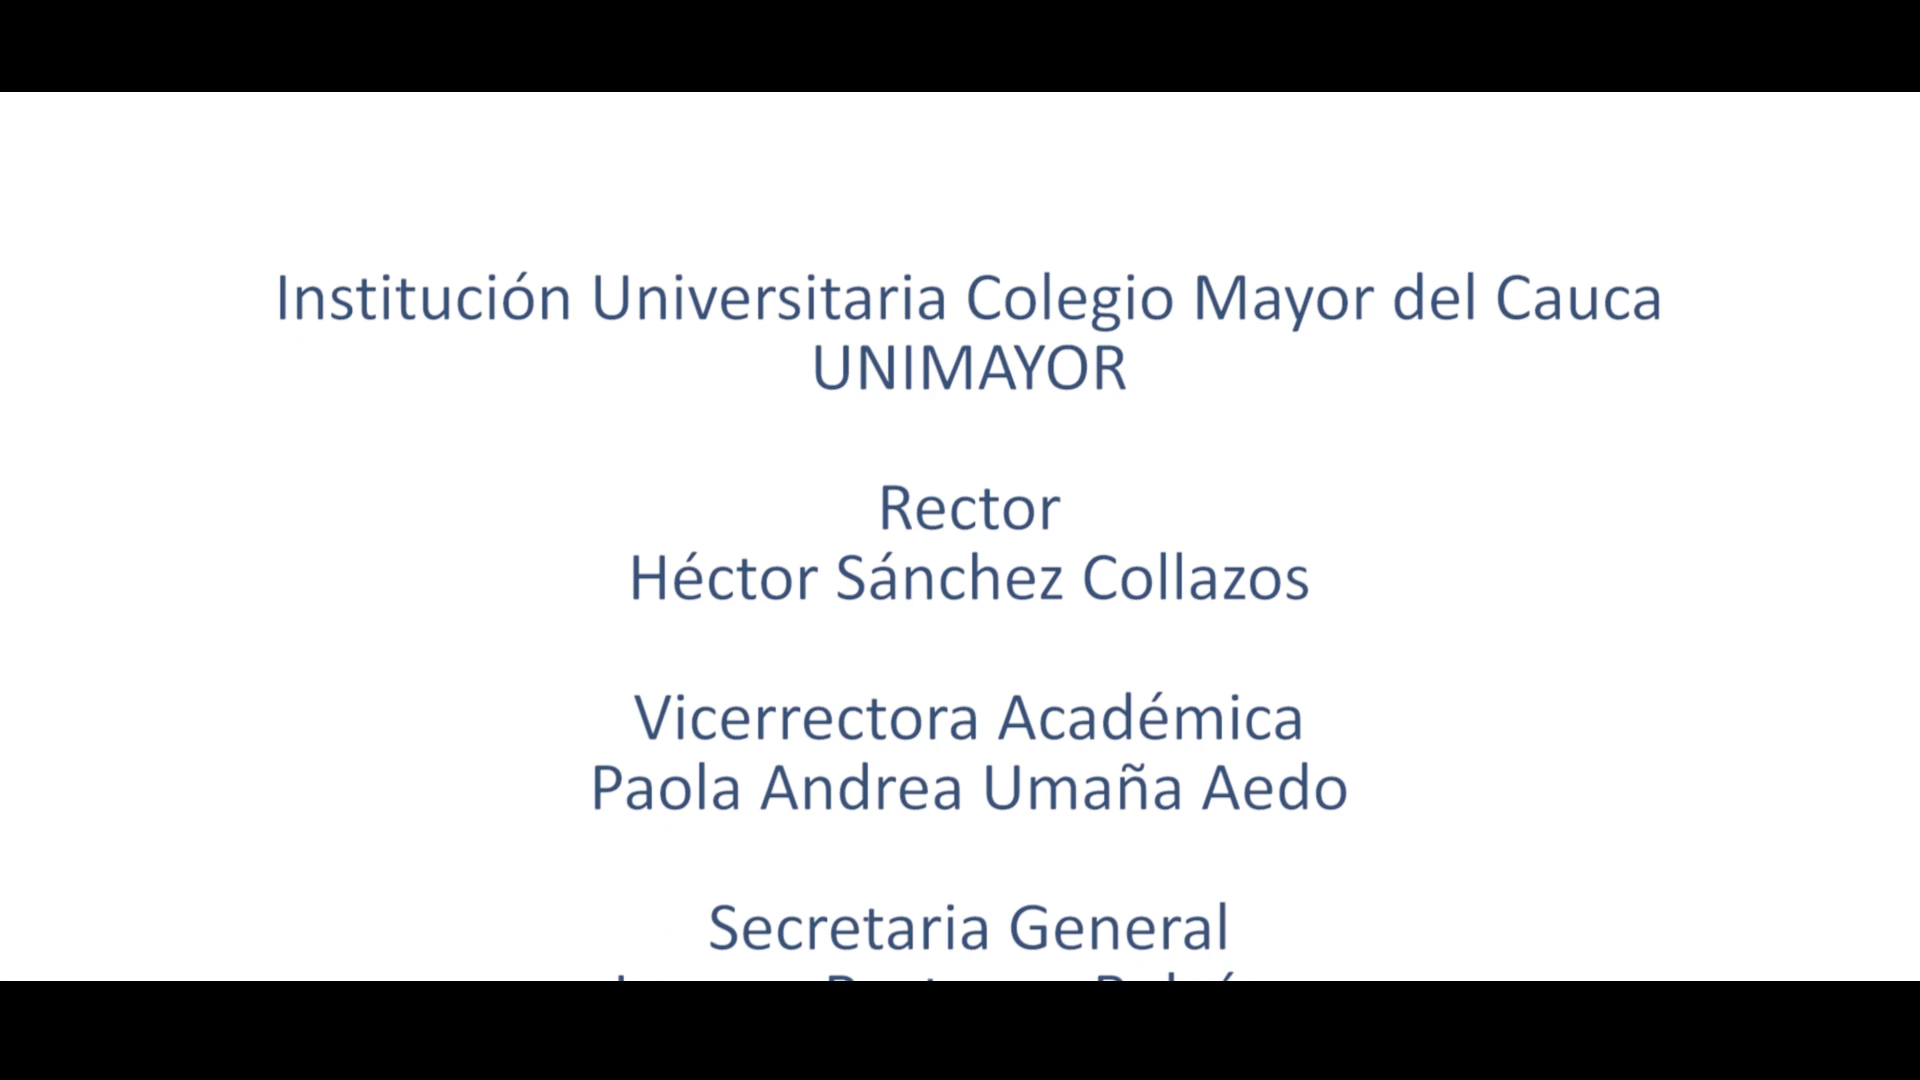 Institución Universitaria Colegio Mayor del Cauca
UNIMAYOR
Rector
Héctor Sánchez Collazos
Vicerrectora Académica
Paola Andrea Umaña Aedo
Secretaria General